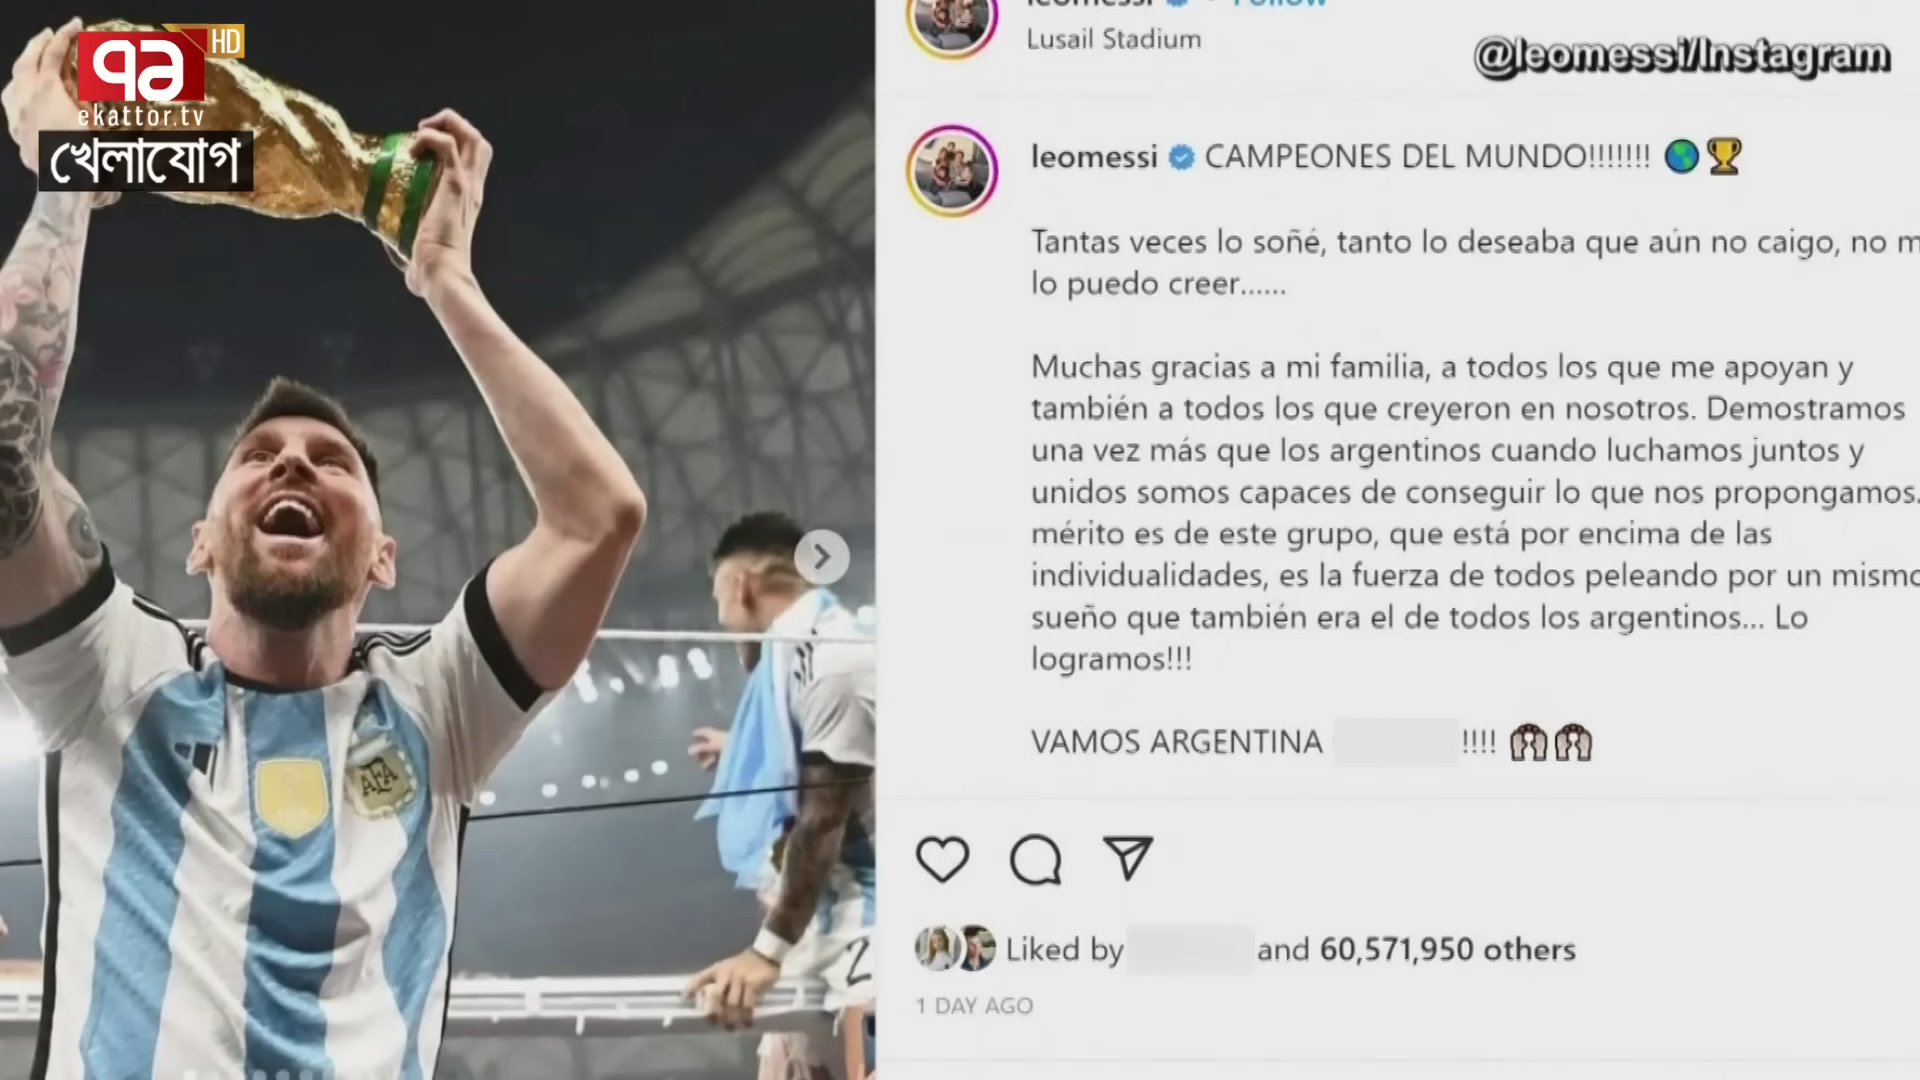 HD
ekattor.tv
খেলাযোগ
leomessi Follow
Lusail Stadium
@leomessi/Instagram
leomessi CAMPEONES DEL MUNDO!!!!!!! 🌎🏆
Tantas veces lo soñé, tanto lo deseaba que aún no caigo, no m
lo puedo creer......
Muchas gracias a mi familia, a todos los que me apoyan y
también a todos los que creyeron en nosotros. Demostramos
una vez más que los argentinos cuando luchamos juntos y
unidos somos capaces de conseguir lo que nos propongamos.
mérito es de este grupo, que está por encima de las
individualidades, es la fuerza de todos peleando por un mismo
sueño que también era el de todos los argentinos... Lo
logramos!!!
VAMOS ARGENTINA !!!! 🙌🙌
Liked by and 60,571,950 others
1 DAY AGO
AFA
2